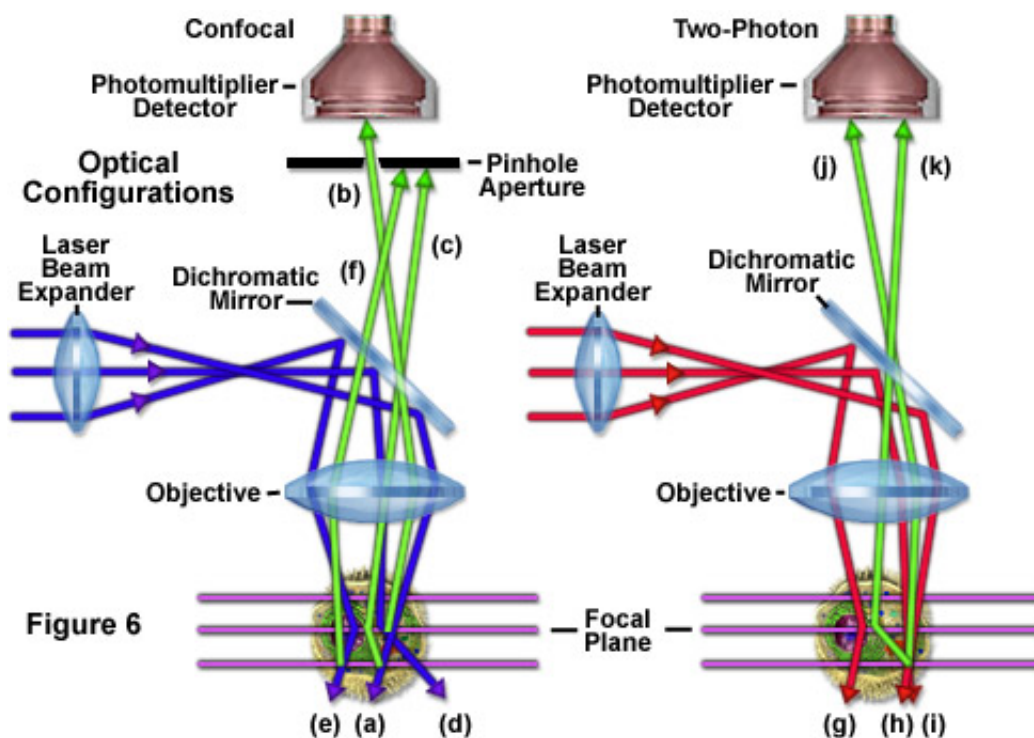 Confocal
Two-Photon
Photomultiplier
Detector
Photomultiplier
Detector
Optical
Configurations
(b)
Pinhole
Aperture
(j)
(k)
Laser
Beam
Expander
Dichromatic
Mirror
(f)
(c)
Laser
Beam
Expander
Dichromatic
Mirror
Objective
Objective
Figure 6
Focal
Plane
(e)
(a)
(d)
(g)
(h)
(i)